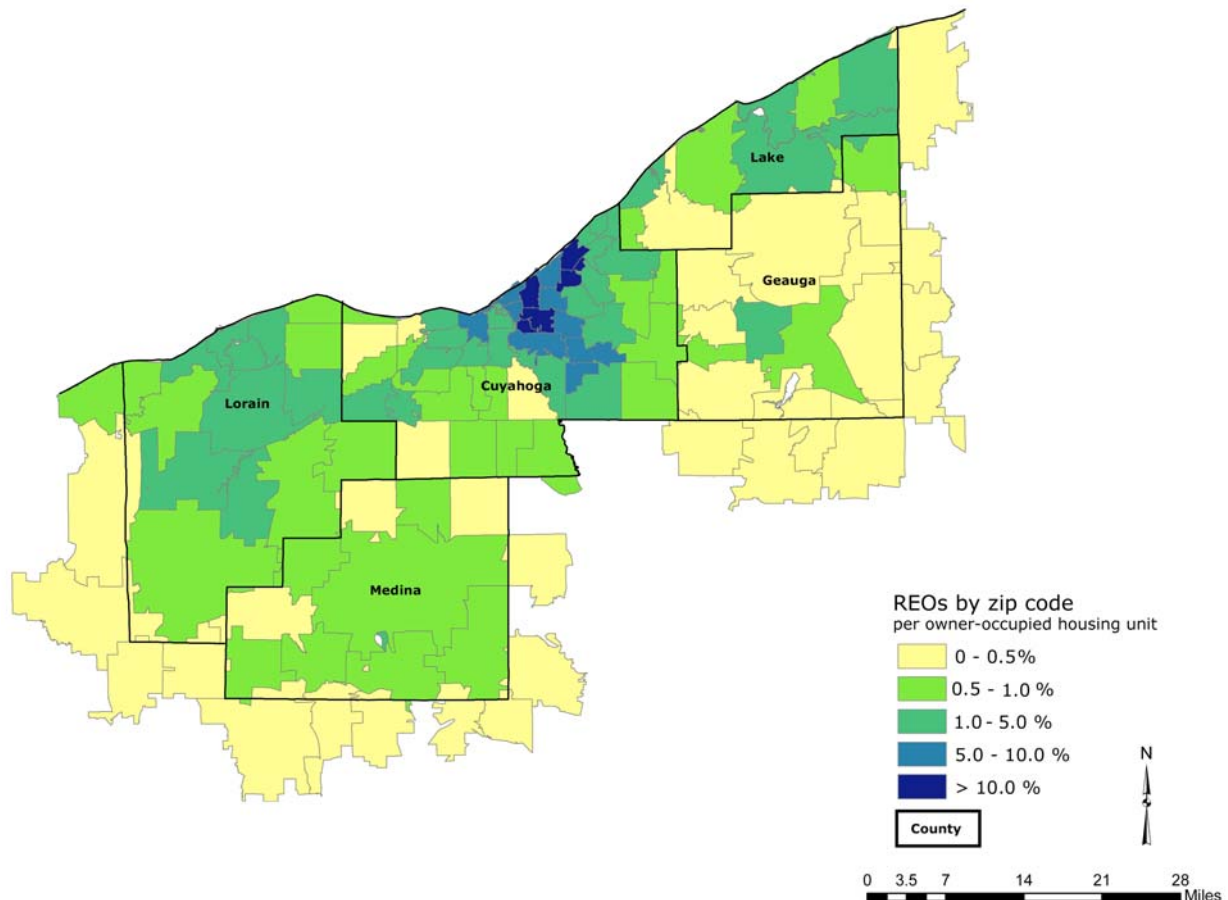 Lake
Geauga
Cuyahoga
Lorain
Medina
REOs by zip code
per owner-occupied housing unit
0 - 0.5%
0.5 - 1.0 %
1.0 - 5.0 %
5.0 - 10.0 %
> 10.0 %
County
N
0 3.5 7 14 21 28
Miles